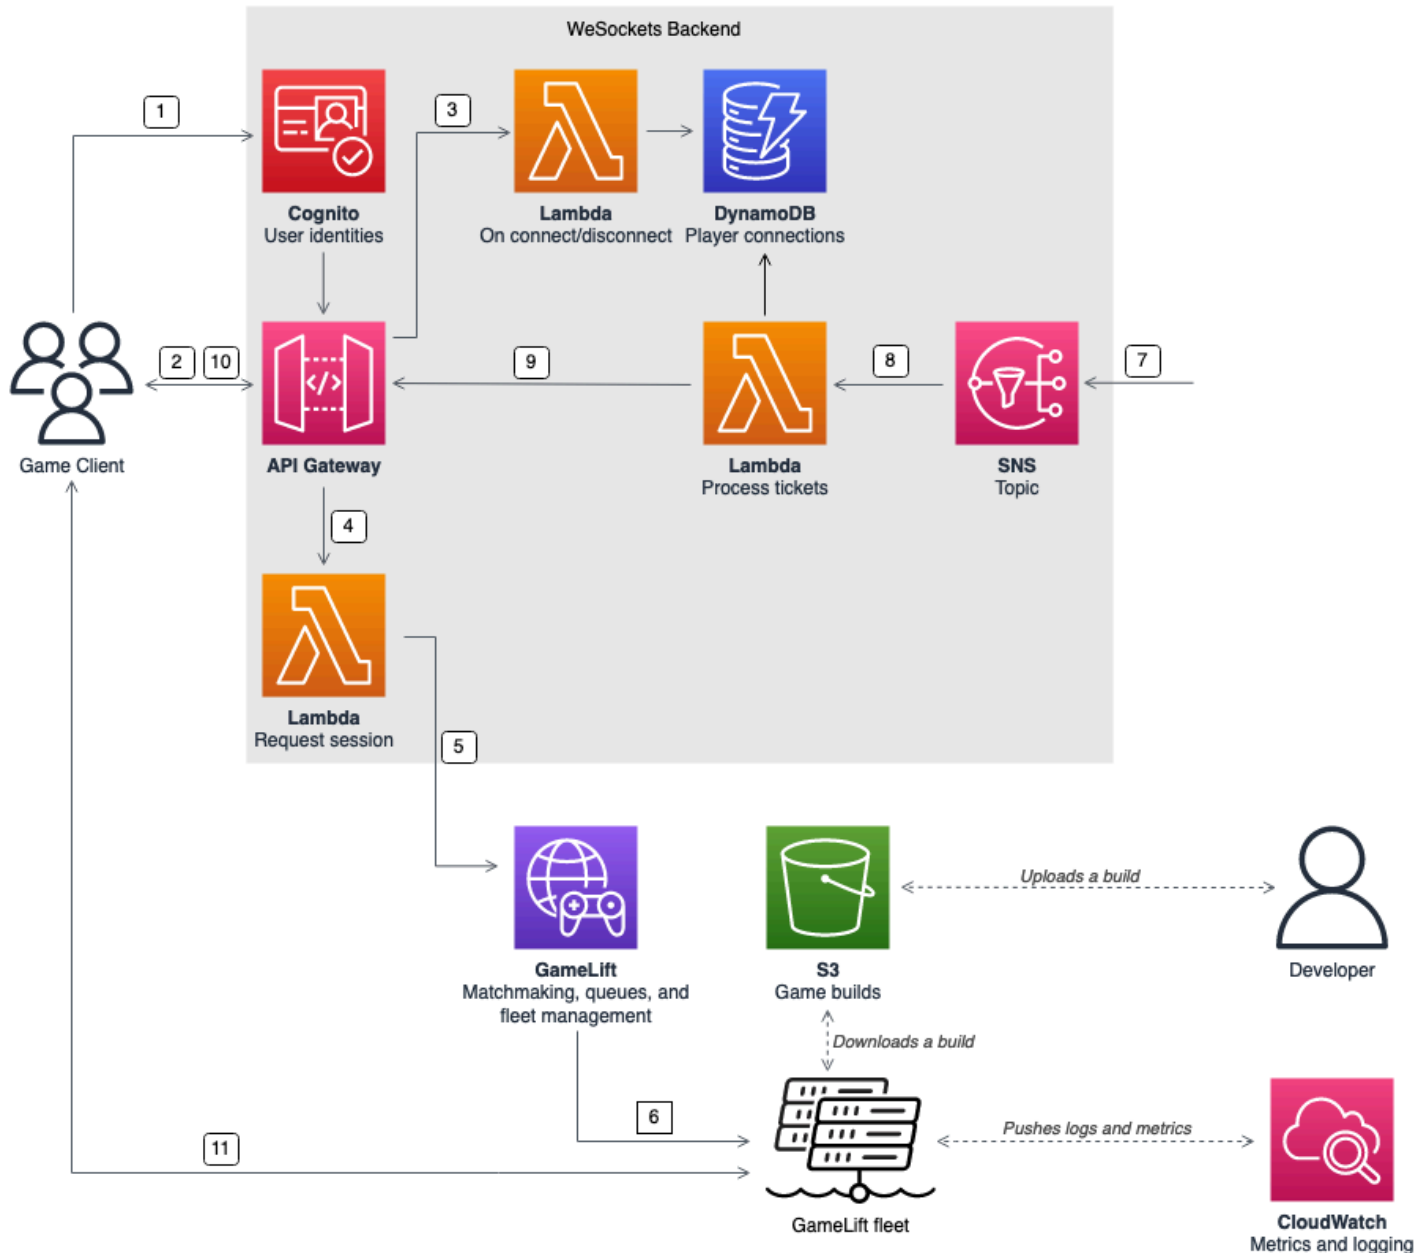 WeSockets Backend
1
3
Cognito
User identities
Lambda
On connect/disconnect
DynamoDB
Player connections
2
10
9
8
7
Game Client
API Gateway
Lambda
Process tickets
SNS
Topic
4
Lambda
Request session
5
GameLift
Matchmaking, queues, and
fleet management
S3
Game builds
Uploads a build
Developer
Downloads a build
6
Pushes logs and metrics
11
GameLift fleet
CloudWatch
Metrics and logging